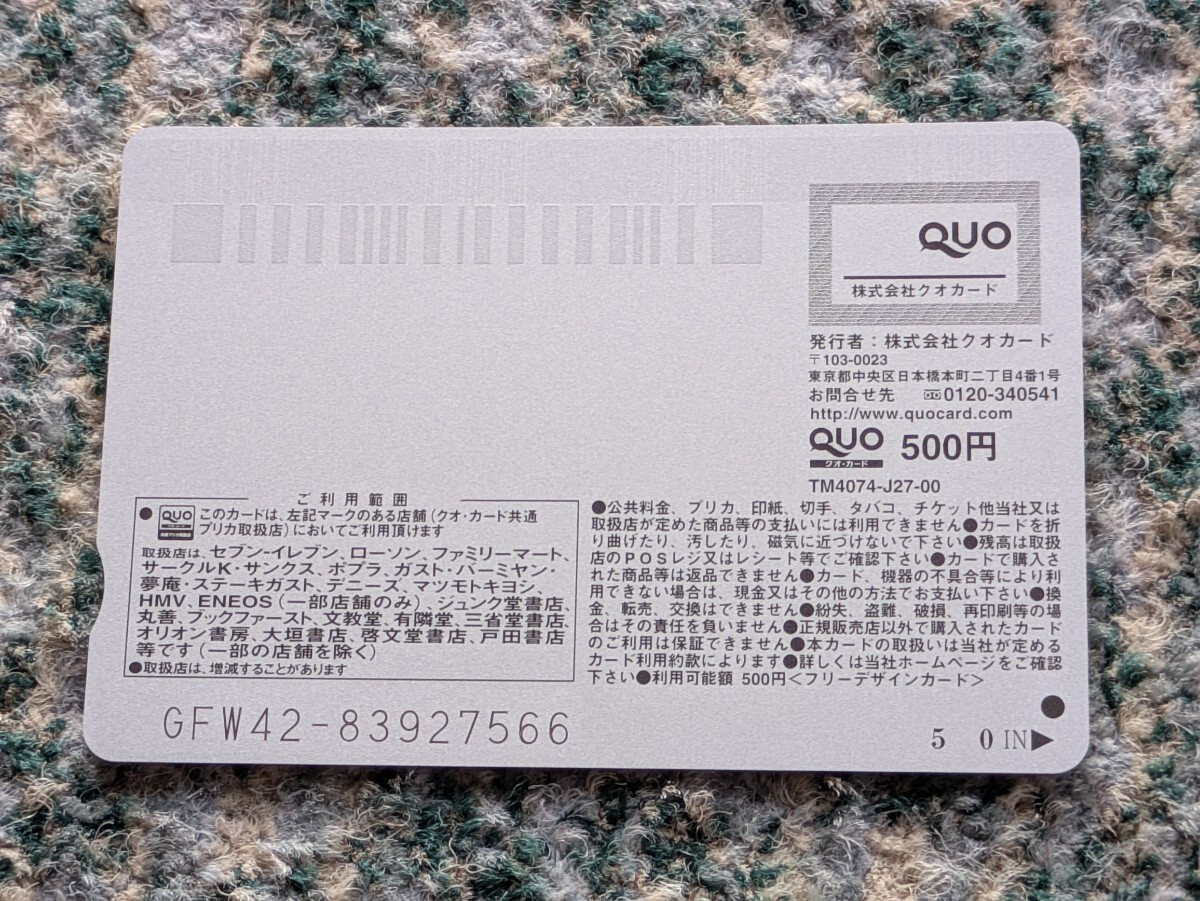 QUO
株式会社クオカード
発行者：株式会社クオカード
〒103-0023
東京都中央区日本橋本町二丁目4番1号
お問合せ先 0120-340541
http://www.quocard.com
QUO 500円
クオ・カード
TM4074-J27-00
ご利用範囲
●QUO このカードは、左記マークのある店舗（クオ・カード共通
プリカ取扱店）においてご利用頂けます
取扱店は、セブン-イレブン、ローソン、ファミリーマート、
サークルK・サンクス、ポプラ、ガスト・バーミヤン・
夢庵・ステーキガスト、デニーズ、マツモトキヨシ、
HMV、ENEOS（一部店舗のみ）ジュンク堂書店、
丸善、ブックファースト、文教堂、有隣堂、三省堂書店、
オリオン書房、大垣書店、啓文堂書店、戸田書店
等です（一部の店舗を除く）
●取扱店は、増減することがあります
●公共料金、プリカ、印紙、切手、タバコ、チケット他当社又は
取扱店が定めた商品等の支払いには利用できません●カードを折
り曲げたり、汚したり、磁気に近づけないで下さい●残高は取扱
店のPOSレジ又はレシート等でご確認下さい●カードで購入さ
れた商品等は返品できません●カード、機器の不具合等により利
用できない場合は、現金又はその他の方法でお支払い下さい●換
金、転売、交換はできません●紛失、盗難、破損、再印刷等の場
合はその責任を負いません●正規販売店以外で購入されたカード
のご利用は保証できません●本カードの取扱いは当社が定める
カード利用約款によります●詳しくは当社ホームページをご確認
下さい●利用可能額 500円＜フリーデザインカード＞
GFW42-83927566
5 0 IN▶